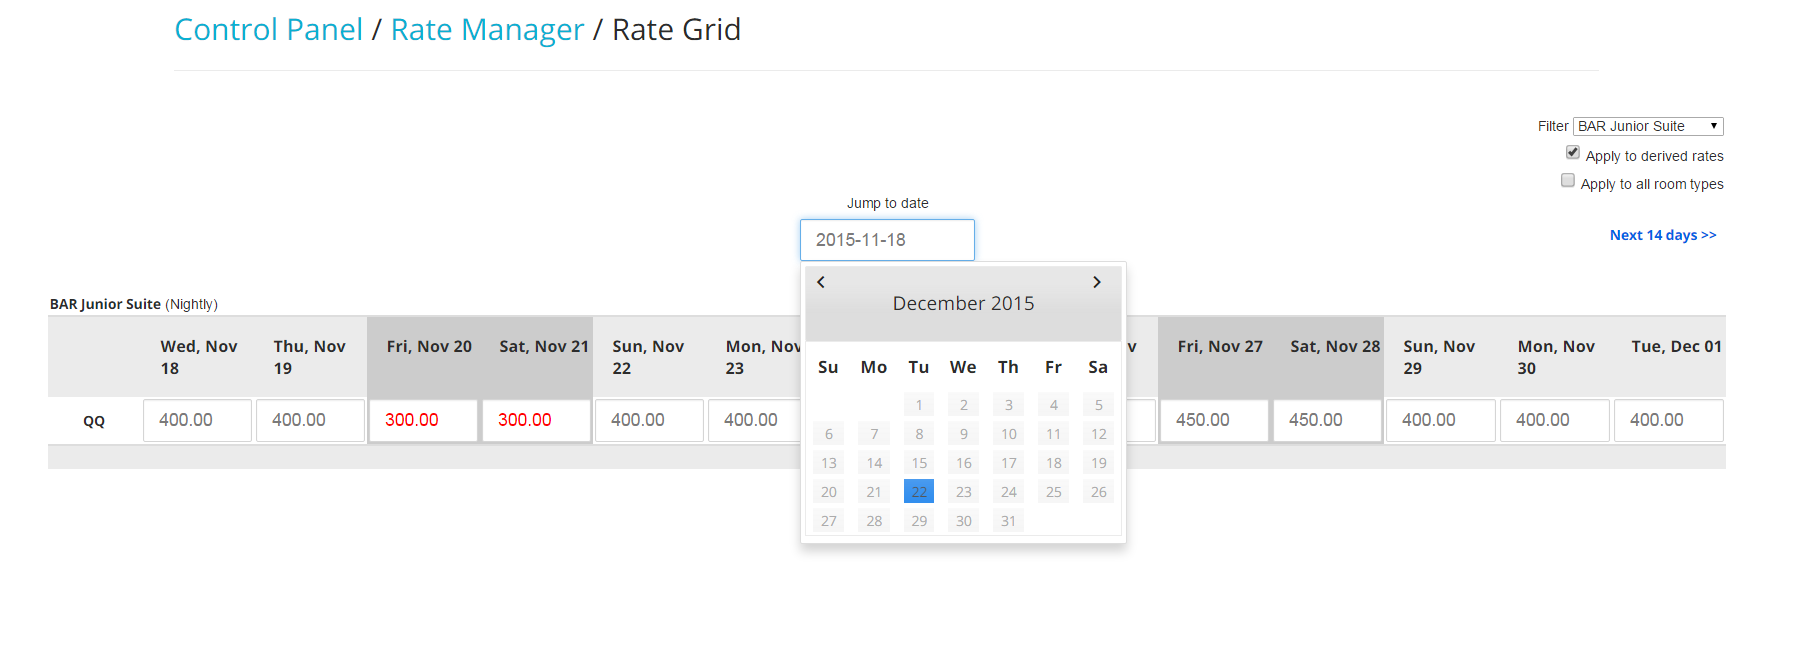 Control Panel / Rate Manager / Rate Grid
Filter BAR Junior Suite
Apply to derived rates
Apply to all room types
Jump to date
2015-11-18
Next 14 days >>
December 2015
Su Mo Tu We Th Fr Sa
1 2 3 4 5
6 7 8 9 10 11 12
13 14 15 16 17 18 19
20 21 22 23 24 25 26
27 28 29 30 31
BAR Junior Suite (Nightly)
Wed, Nov 18 Thu, Nov 19 Fri, Nov 20 Sat, Nov 21 Sun, Nov 22 Mon, Nov 23 v Fri, Nov 27 Sat, Nov 28 Sun, Nov 29 Mon, Nov 30 Tue, Dec 01
QQ 400.00 400.00 300.00 300.00 400.00 400.00 450.00 450.00 400.00 400.00 400.00